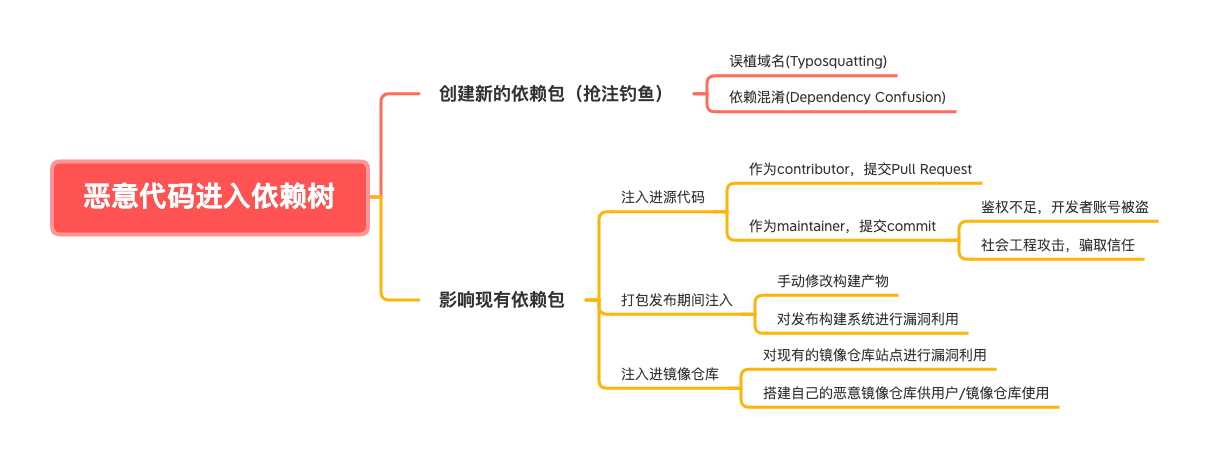 恶意代码进入依赖树
创建新的依赖包（抢注钓鱼）
误植域名(Typosquatting)
依赖混淆(Dependency Confusion)
影响现有依赖包
注入进源代码
作为contributor，提交Pull Request
作为maintainer，提交commit
鉴权不足，开发者账号被盗
社会工程攻击，骗取信任
打包发布期间注入
手动修改构建产物
对发布构建系统进行漏洞利用
注入进镜像仓库
对现有的镜像仓库站点进行漏洞利用
搭建自己的恶意镜像仓库供用户/镜像仓库使用